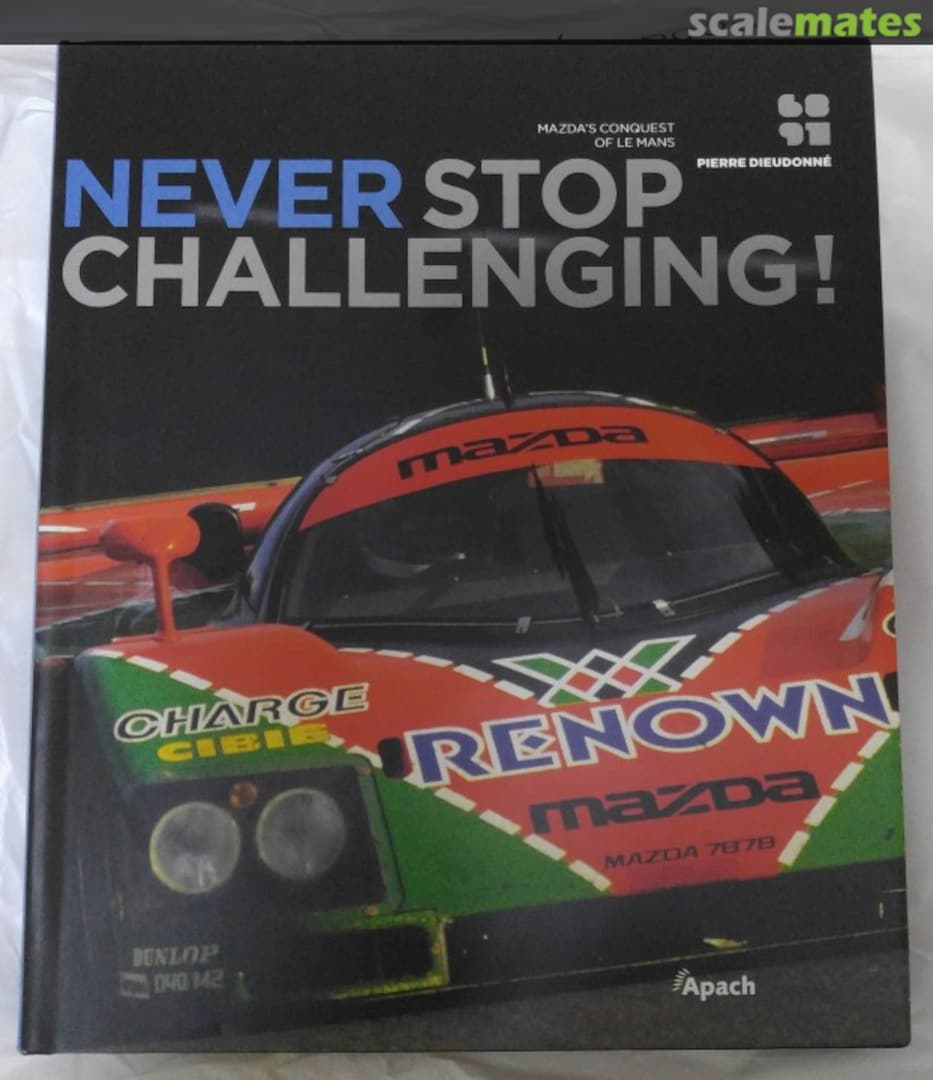 scalemates
68
91
MAZDA'S CONQUEST
OF LE MANS
PIERRE DIEUDONNÉ
NEVER STOP
CHALLENGING!
mazda
CHARGE
CIBIE
RENOWN
mazda
MAZDA 787B
DUNLOP
Apach